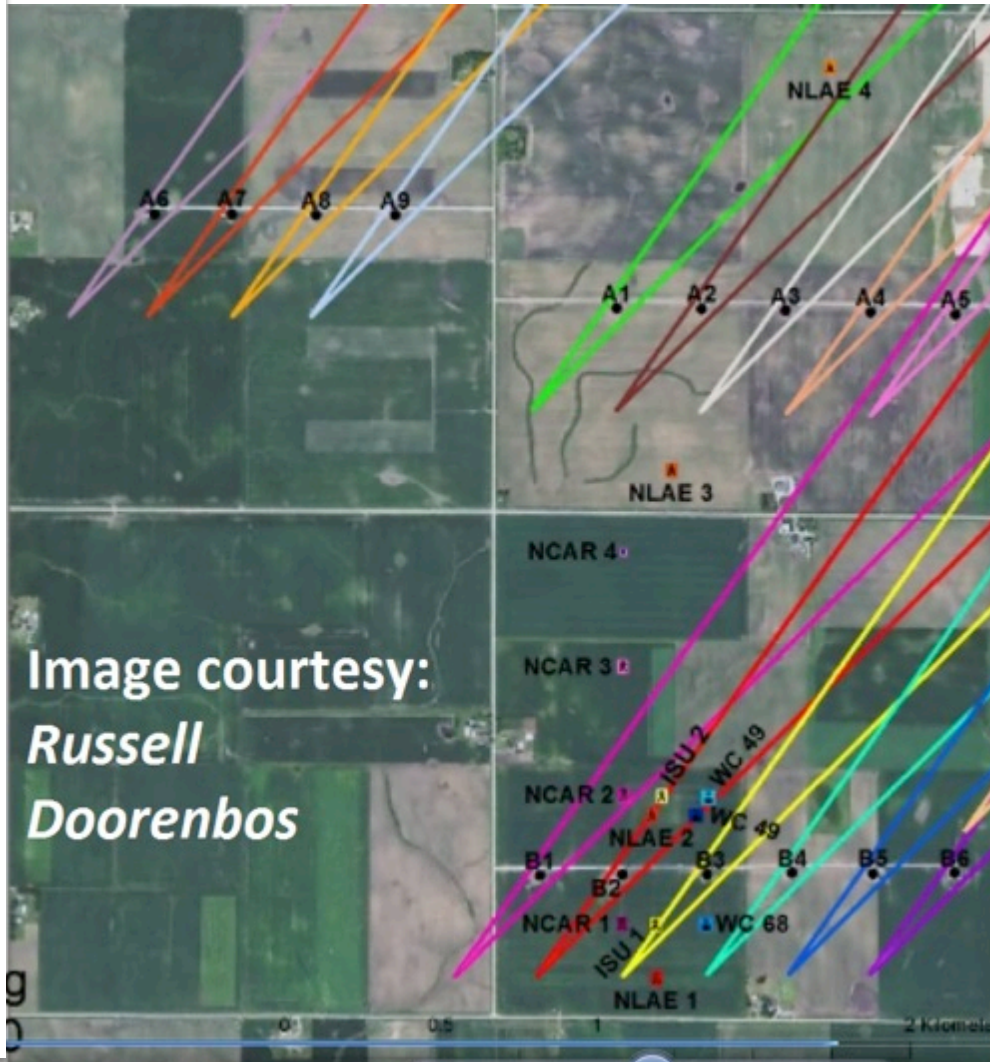 NLAE 4
A6 A7 A8 A9
A1 A2 A3 A4 A5
NLAE 3
NCAR 4
NCAR 3
Image courtesy:
Russell
Doorenbos
ISU 2
WC 49
NCAR 2
NLAE 2
WC 49
B1 B2 B3 B4 B5 B6
NCAR 1
ISU 1
WC 68
NLAE 1
g
0 0.5 1 2